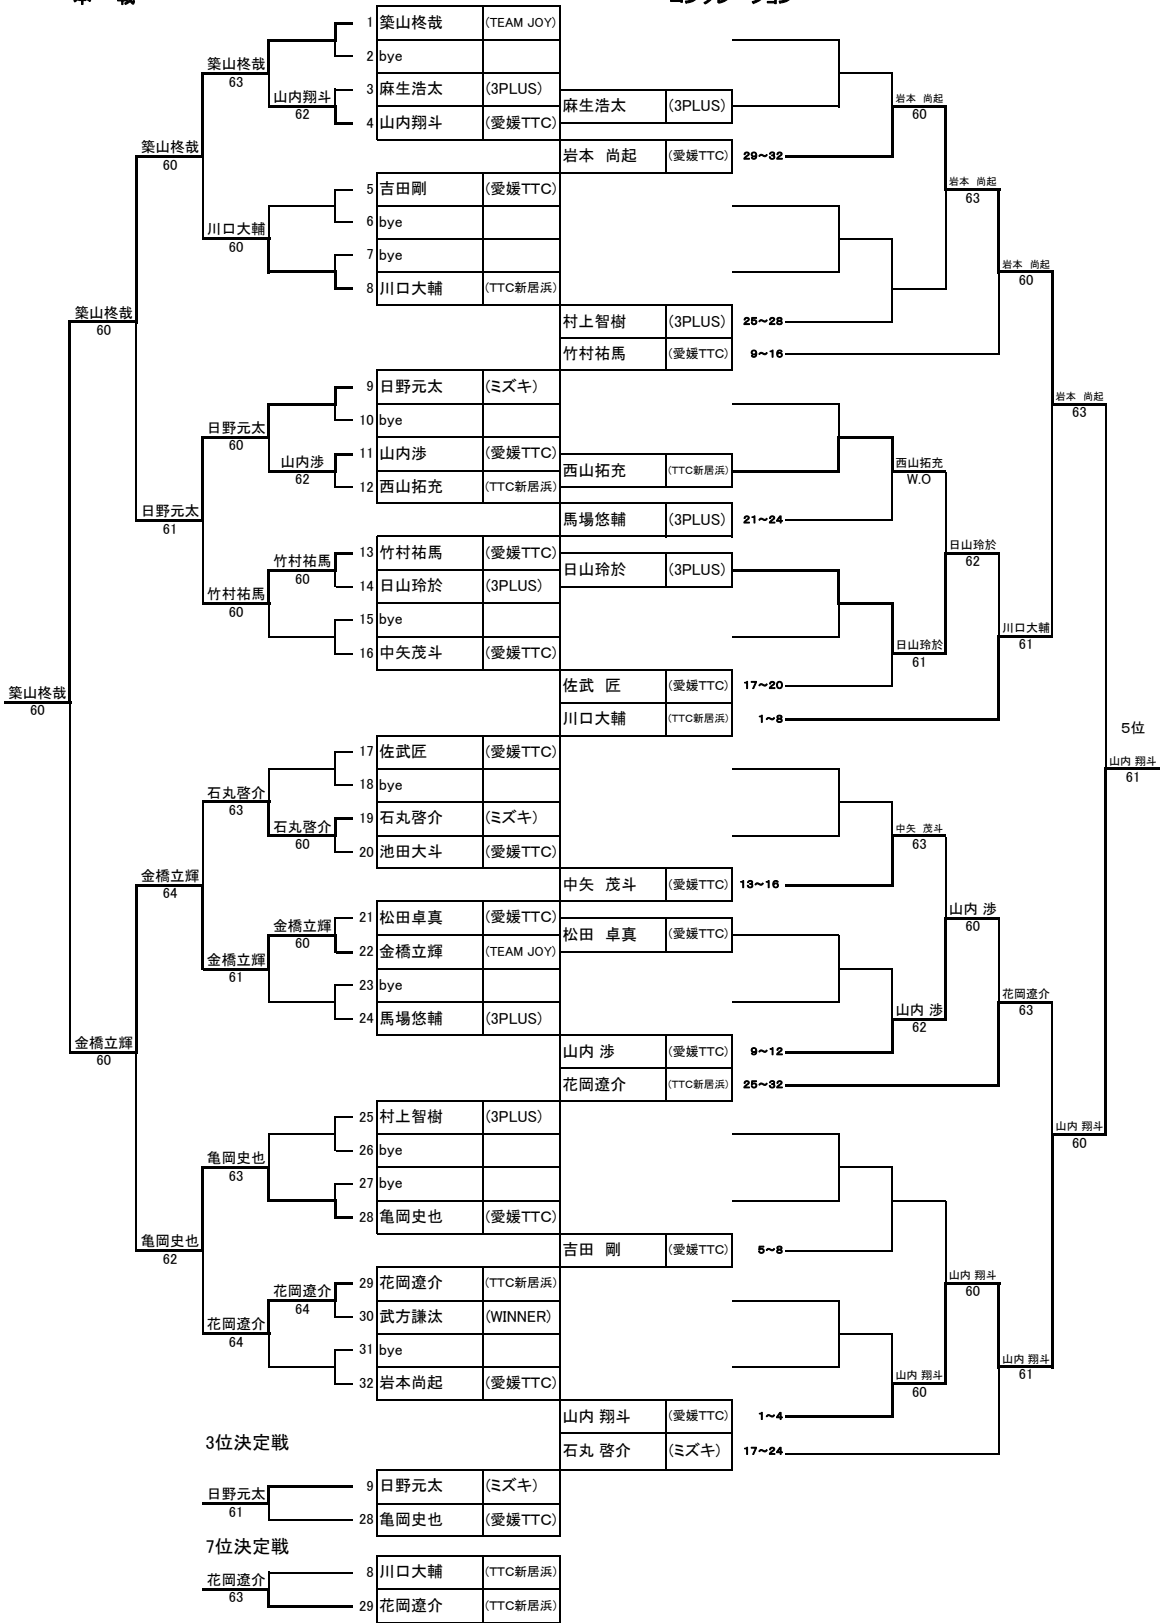 本 戦
コンソレーション
1 築山柊哉 (TEAM JOY)
2 bye
3 麻生浩太 (3PLUS)
4 山内翔斗 (愛媛TTC)
5 吉田剛 (愛媛TTC)
6 bye
7 bye
8 川口大輔 (TTC新居浜)
9 日野元太 (ミズキ)
10 bye
11 山内渉 (愛媛TTC)
12 西山拓充 (TTC新居浜)
13 竹村祐馬 (愛媛TTC)
14 日山玲於 (3PLUS)
15 bye
16 中矢茂斗 (愛媛TTC)
17 佐武匠 (愛媛TTC)
18 bye
19 石丸啓介 (ミズキ)
20 池田大斗 (愛媛TTC)
21 松田卓真 (愛媛TTC)
22 金橋立輝 (TEAM JOY)
23 bye
24 馬場悠輔 (3PLUS)
25 村上智樹 (3PLUS)
26 bye
27 bye
28 亀岡史也 (愛媛TTC)
29 花岡遼介 (TTC新居浜)
30 武方謙汰 (WINNER)
31 bye
32 岩本尚起 (愛媛TTC)
山内翔斗
62
山内渉
62
竹村祐馬
60
石丸啓介
60
金橋立輝
60
花岡遼介
64
築山柊哉
63
川口大輔
60
日野元太
60
竹村祐馬
60
石丸啓介
63
金橋立輝
61
亀岡史也
63
花岡遼介
64
築山柊哉
60
日野元太
61
金橋立輝
64
亀岡史也
62
築山柊哉
60
金橋立輝
60
築山柊哉
60
麻生浩太 (3PLUS)
岩本 尚起 (愛媛TTC) 29~32
村上智樹 (3PLUS) 25~28
竹村祐馬 (愛媛TTC) 9~16
西山拓充 (TTC新居浜)
馬場悠輔 (3PLUS) 21~24
日山玲於 (3PLUS)
佐武 匠 (愛媛TTC) 17~20
川口大輔 (TTC新居浜) 1~8
中矢 茂斗 (愛媛TTC) 13~16
松田 卓真 (愛媛TTC)
山内 渉 (愛媛TTC) 9~12
花岡遼介 (TTC新居浜) 25~32
吉田 剛 (愛媛TTC) 5~8
山内 翔斗 (愛媛TTC) 1~4
石丸 啓介 (ミズキ) 17~24
岩本 尚起
60
西山拓充
W.O
日山玲於
61
中矢 茂斗
63
山内 渉
62
山内 翔斗
60
岩本 尚起
63
日山玲於
62
山内 渉
60
山内 翔斗
60
岩本 尚起
60
川口大輔
61
花岡遼介
63
山内 翔斗
61
岩本 尚起
63
山内 翔斗
60
5位
山内 翔斗
61
3位決定戦
9 日野元太 (ミズキ)
28 亀岡史也 (愛媛TTC)
日野元太
61
7位決定戦
8 川口大輔 (TTC新居浜)
29 花岡遼介 (TTC新居浜)
花岡遼介
63